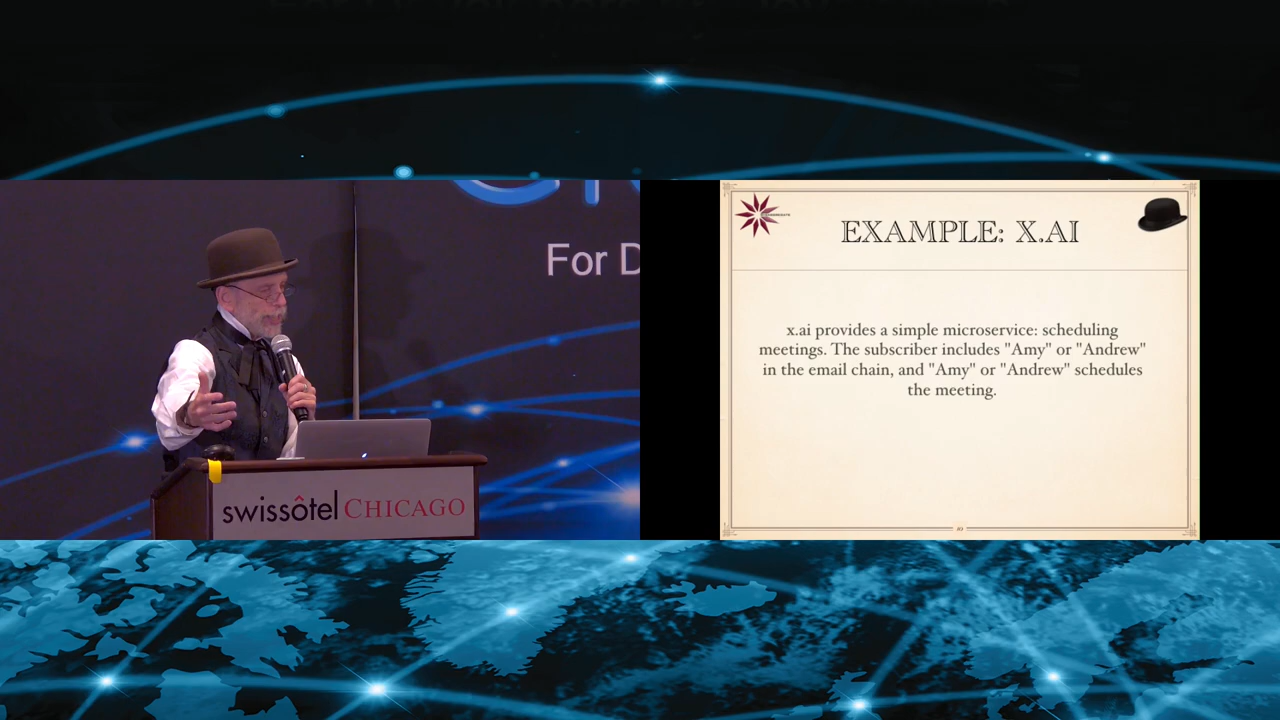 For D
swissôtel CHICAGO
EXAMPLE: X.AI
x.ai provides a simple microservice: scheduling
meetings. The subscriber includes "Amy" or "Andrew"
in the email chain, and "Amy" or "Andrew" schedules
the meeting.